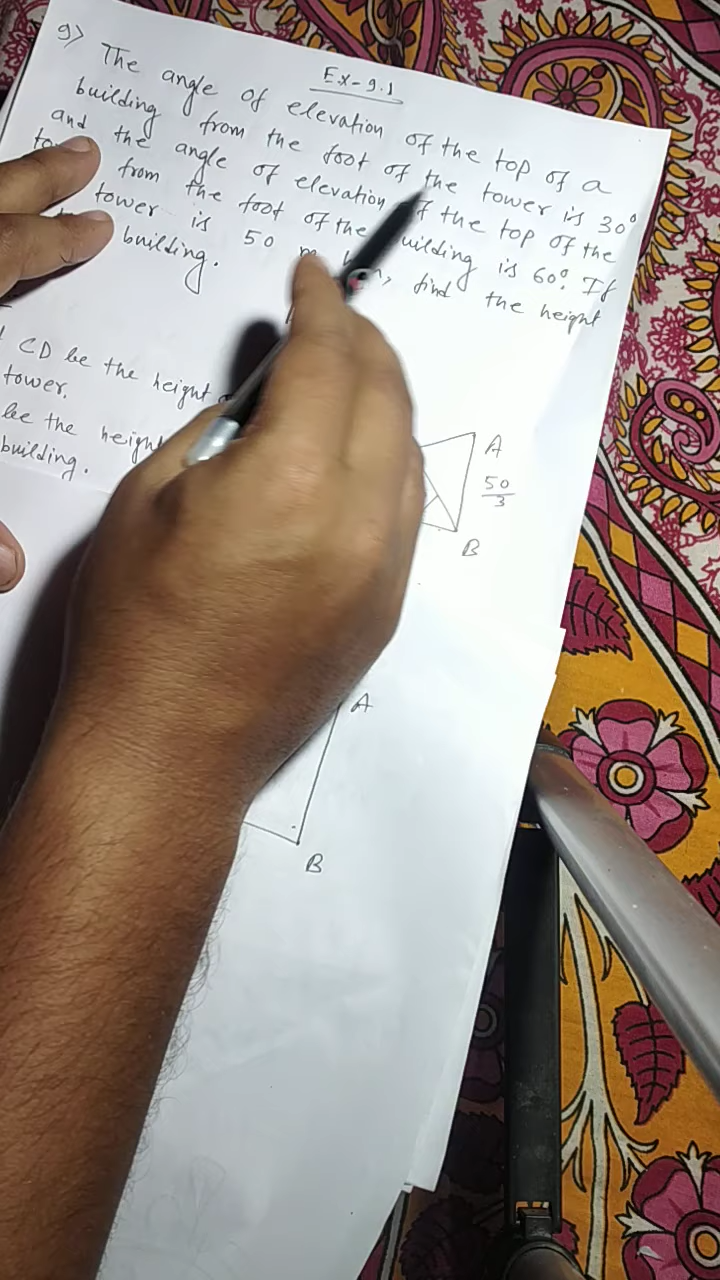 Ex-9.1
9) The angle of elevation of the top of a
building from the foot of the tower is 30°
and the angle of elevation of the top of the
from the foot of the building is 60°. If
tower is 50 m find the height
building.
CD be the height
tower.
be the height
building.
A
50
3
B
A
B